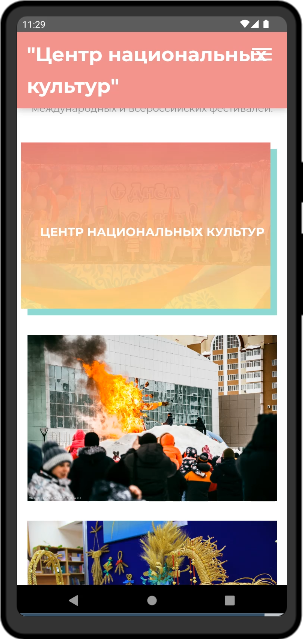 11:29
"Центр национальных
культур"
международных и всероссийских фестивалей.
ЦЕНТР НАЦИОНАЛЬНЫХ КУЛЬТУР